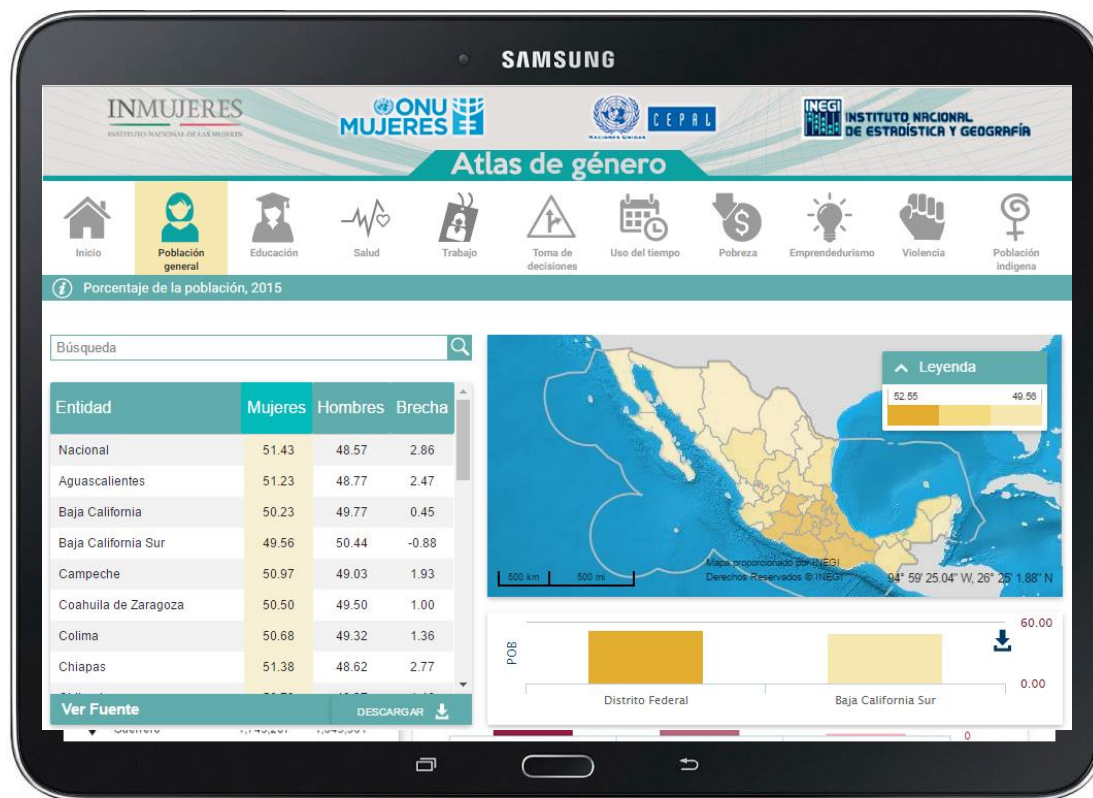 SAMSUNG
INMUJERES
INSTITUTO NACIONAL DE LAS MUJERES
ONU
MUJERES
NACIONES UNIDAS
CEPAL
INEGI
INSTITUTO NACIONAL
DE ESTADÍSTICA Y GEOGRAFÍA
Atlas de género
Inicio
Población
general
Educación
Salud
Trabajo
Toma de
decisiones
Uso del tiempo
Pobreza
Emprendedurismo
Violencia
Población
indígena
Porcentaje de la población, 2015
Búsqueda
Entidad Mujeres Hombres Brecha
Nacional 51.43 48.57 2.86
Aguascalientes 51.23 48.77 2.47
Baja California 50.23 49.77 0.45
Baja California Sur 49.56 50.44 -0.88
Campeche 50.97 49.03 1.93
Coahuila de Zaragoza 50.50 49.50 1.00
Colima 50.68 49.32 1.36
Chiapas 51.38 48.62 2.77
Ver Fuente
DESCARGAR
Leyenda
52.55 49.56
Mapa proporcionado por INEGI
Derechos Reservados © INEGI
500 km 500 mi
94° 59' 25.04" W, 26° 25' 1.88" N
POB
60.00
0.00
Distrito Federal
Baja California Sur
0